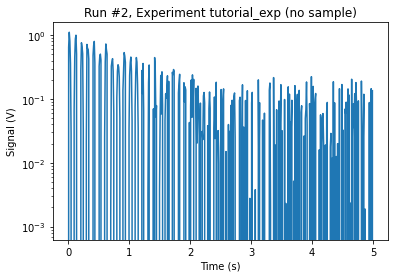 Run #2, Experiment tutorial_exp (no sample)
Signal (V)
10⁰
10⁻¹
10⁻²
10⁻³
0 1 2 3 4 5
Time (s)